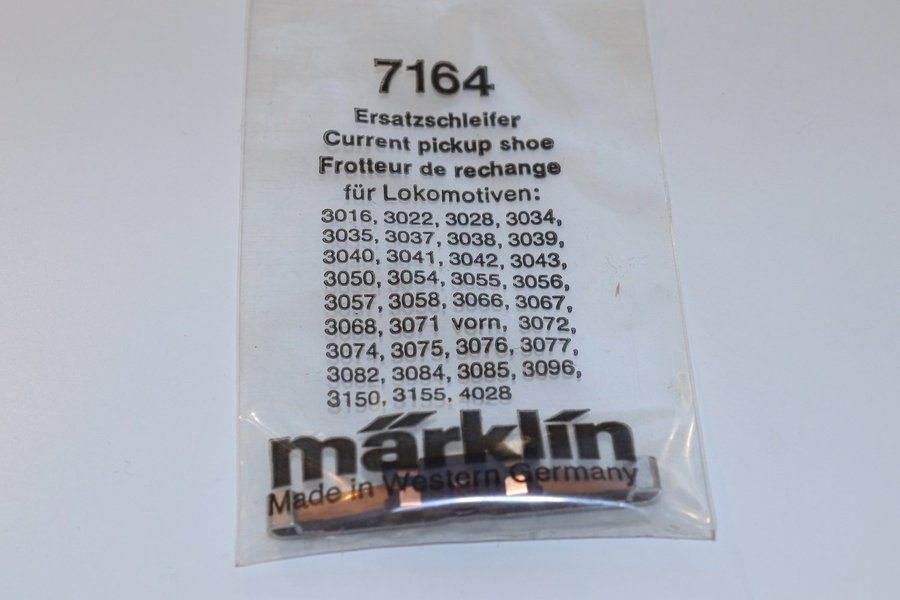 7164
Ersatzschleifer
Current pickup shoe
Frotteur de rechange
für Lokomotiven:
3016, 3022, 3028, 3034,
3035, 3037, 3038, 3039,
3040, 3041, 3042, 3043,
3050, 3054, 3055, 3056,
3057, 3058, 3066, 3067,
3068, 3071 vorn, 3072,
3074, 3075, 3076, 3077,
3082, 3084, 3085, 3096,
3150, 3155, 4028
märklin
Made in Western Germany